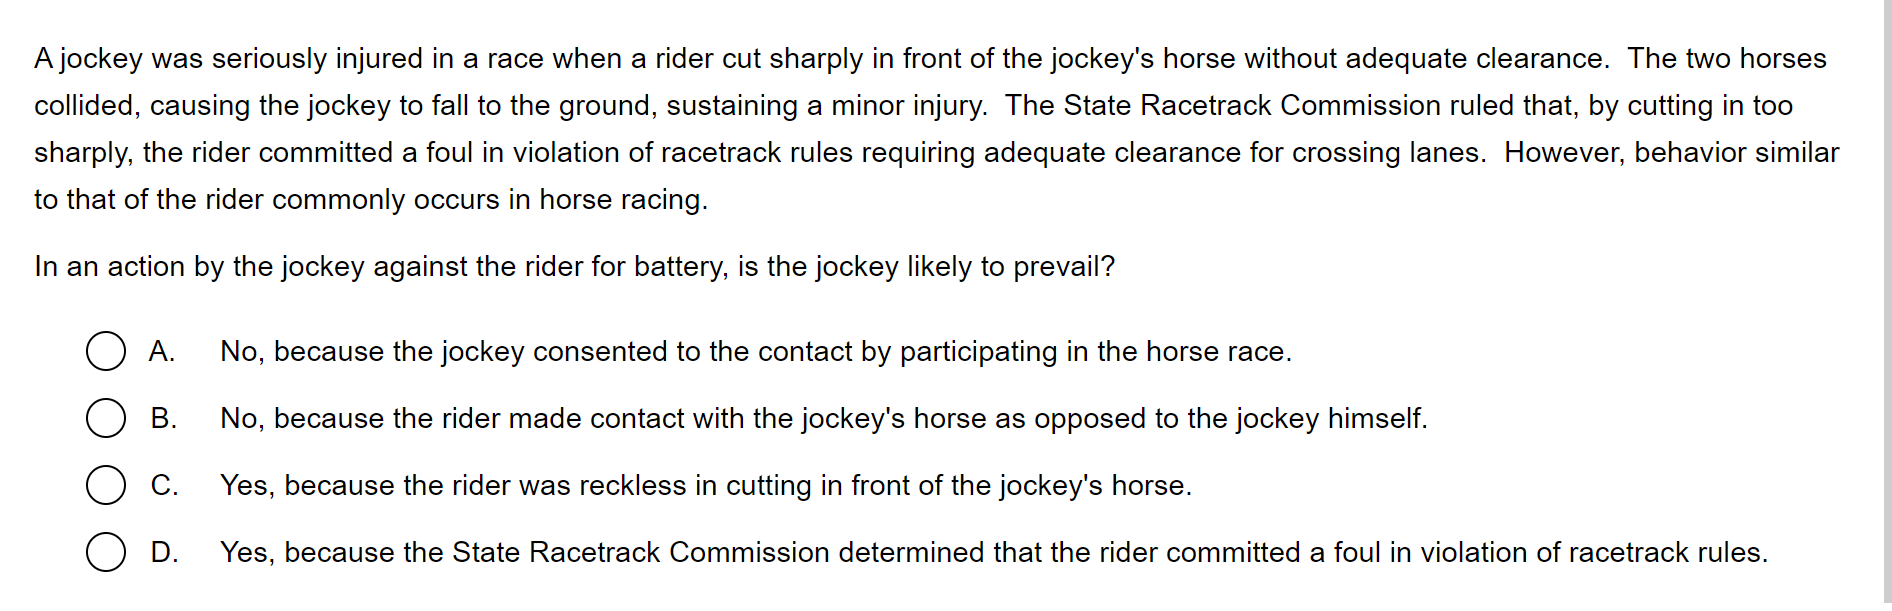 A jockey was seriously injured in a race when a rider cut sharply in front of the jockey's horse without adequate clearance.  The two horses
collided, causing the jockey to fall to the ground, sustaining a minor injury.  The State Racetrack Commission ruled that, by cutting in too
sharply, the rider committed a foul in violation of racetrack rules requiring adequate clearance for crossing lanes.  However, behavior similar
to that of the rider commonly occurs in horse racing.
In an action by the jockey against the rider for battery, is the jockey likely to prevail?
A. No, because the jockey consented to the contact by participating in the horse race.
B. No, because the rider made contact with the jockey's horse as opposed to the jockey himself.
C. Yes, because the rider was reckless in cutting in front of the jockey's horse.
D. Yes, because the State Racetrack Commission determined that the rider committed a foul in violation of racetrack rules.